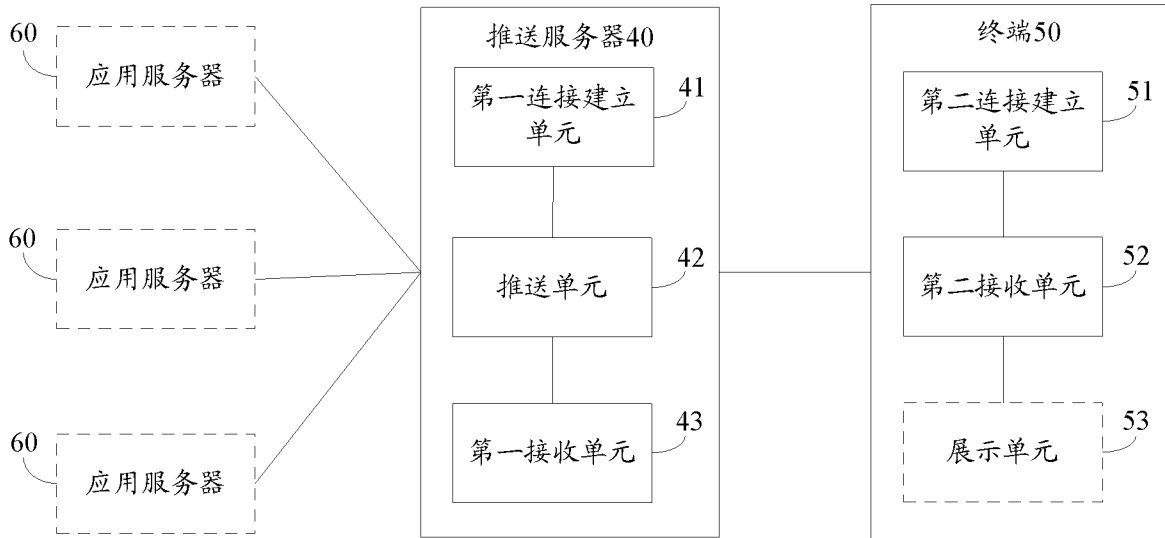 60
应用服务器
60
应用服务器
60
应用服务器
推送服务器40
第一连接建立
单元
41
推送单元
42
第一接收单元
43
终端50
第二连接建立
单元
51
第二接收单元
52
展示单元
53